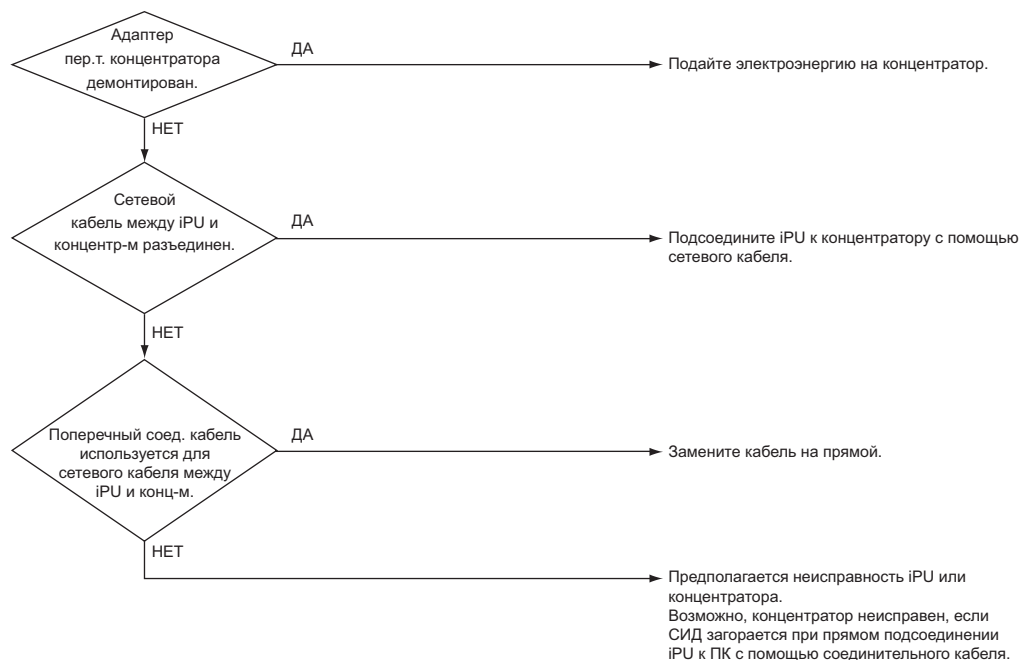 Адаптер
пер.т. концентратора
демонтирован.
ДА
Подайте электроэнергию на концентратор.
НЕТ
Сетевой
кабель между iPU и
концентр-м разъединен.
ДА
Подсоедините iPU к концентратору с помощью
сетевого кабеля.
НЕТ
Поперечный соед. кабель
используется для
сетевого кабеля между
iPU и конц-м.
ДА
Замените кабель на прямой.
НЕТ
Предполагается неисправность iPU или
концентратора.
Возможно, концентратор неисправен, если
СИД загорается при прямом подсоединении
iPU к ПК с помощью соединительного кабеля.